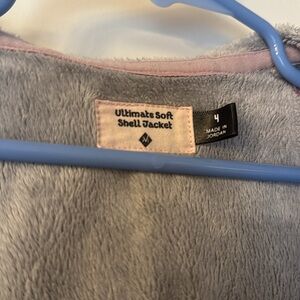 Ultimate Soft
Shell Jacket
4
MADE IN
JORDAN